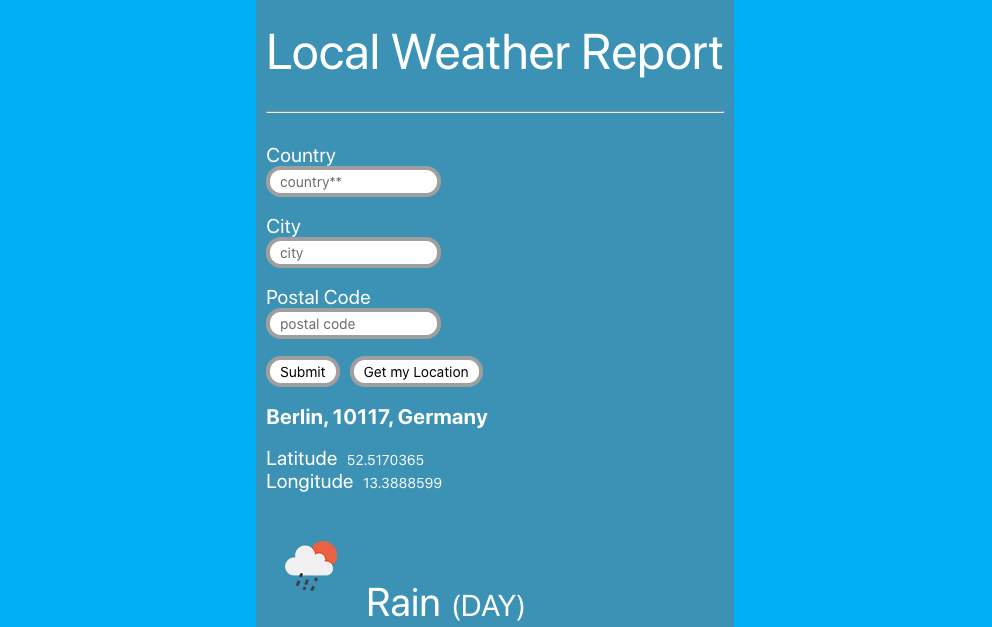 Local Weather Report
Country
country**
City
city
Postal Code
postal code
Submit Get my Location
Berlin, 10117, Germany
Latitude 52.5170365
Longitude 13.3888599
Rain (DAY)